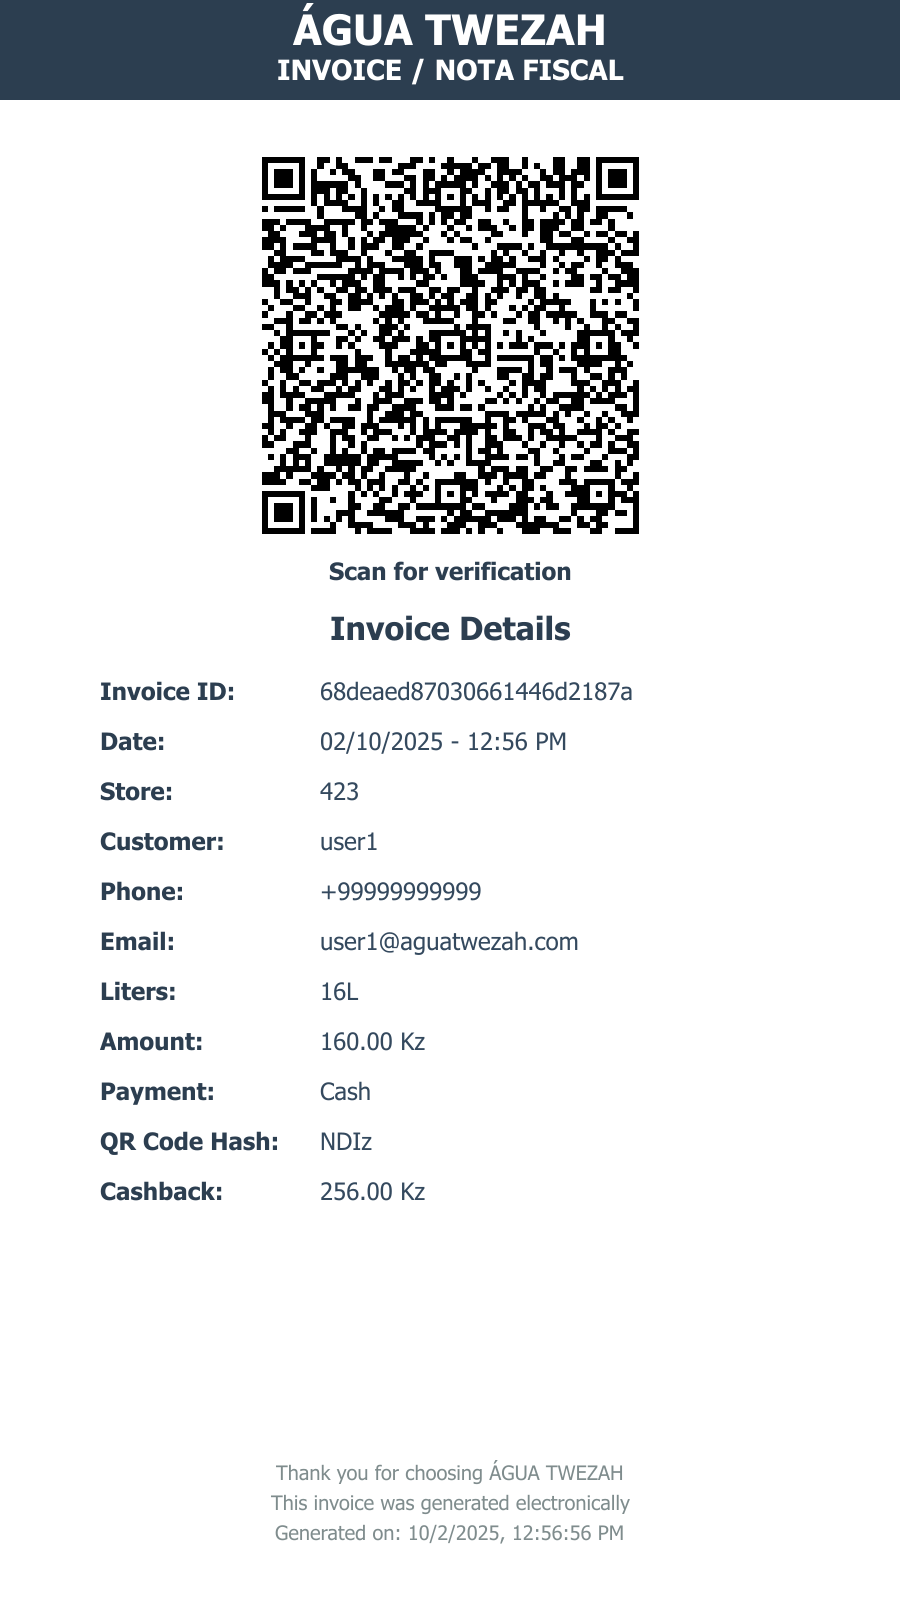 ÁGUA TWEZAH
INVOICE / NOTA FISCAL
Scan for verification
Invoice Details
Invoice ID: 68deaed87030661446d2187a
Date: 02/10/2025 - 12:56 PM
Store: 423
Customer: user1
Phone: +99999999999
Email: user1@aguatwezah.com
Liters: 16L
Amount: 160.00 Kz
Payment: Cash
QR Code Hash: NDIz
Cashback: 256.00 Kz
Thank you for choosing ÁGUA TWEZAH
This invoice was generated electronically
Generated on: 10/2/2025, 12:56:56 PM